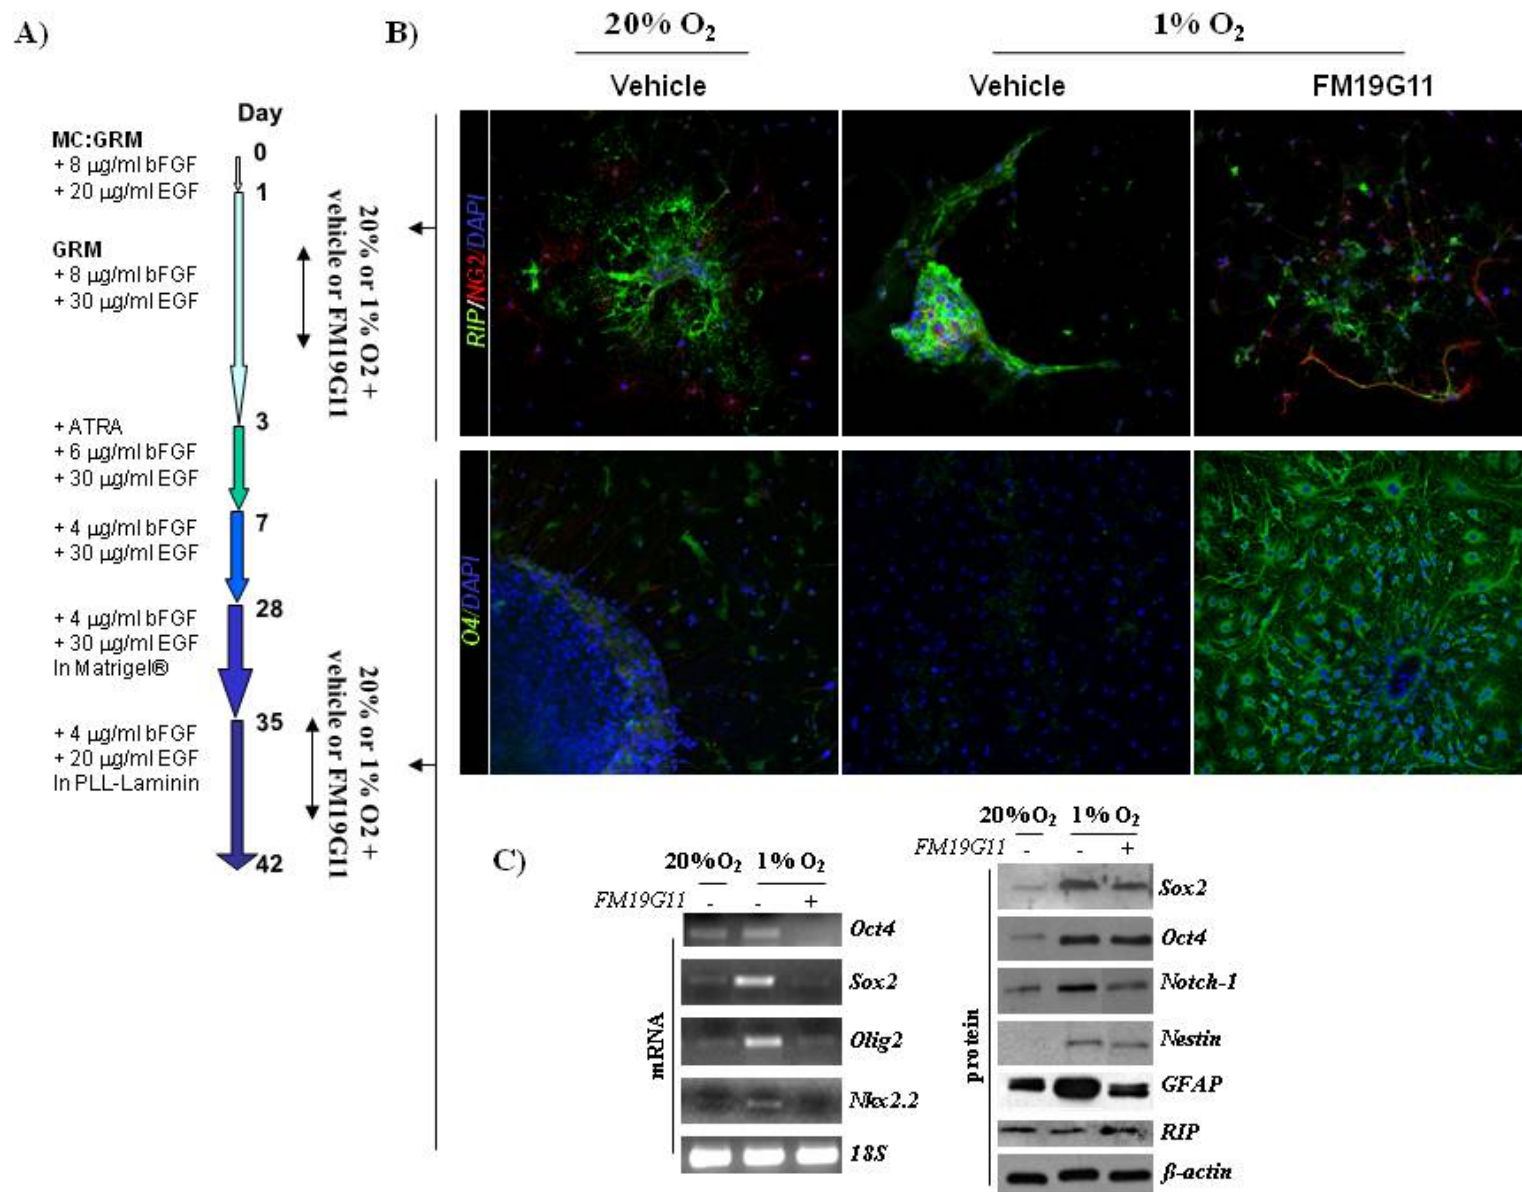 A)
Day
MC:GRM
+ 8 µg/ml bFGF
+ 20 µg/ml EGF
0
1
GRM
+ 8 µg/ml bFGF
+ 30 µg/ml EGF
20% or 1% O2 +
vehicle or FM19G11
3
+ ATRA
+ 6 µg/ml bFGF
+ 30 µg/ml EGF
7
+ 4 µg/ml bFGF
+ 30 µg/ml EGF
28
+ 4 µg/ml bFGF
+ 30 µg/ml EGF
In Matrigel®
35
+ 4 µg/ml bFGF
+ 20 µg/ml EGF
In PLL-Laminin
20% or 1% O2 +
vehicle or FM19G11
42
B)
20% O₂
1% O₂
Vehicle
Vehicle
FM19G11
RIP/NG2/DAPI
O4/DAPI
C)
20% O₂ 1% O₂
FM19G11 - - +
mRNA
Oct4
Sox2
Olig2
Nkx2.2
18S
20% O₂ 1% O₂
FM19G11 - - +
protein
Sox2
Oct4
Notch-1
Nestin
GFAP
RIP
β-actin